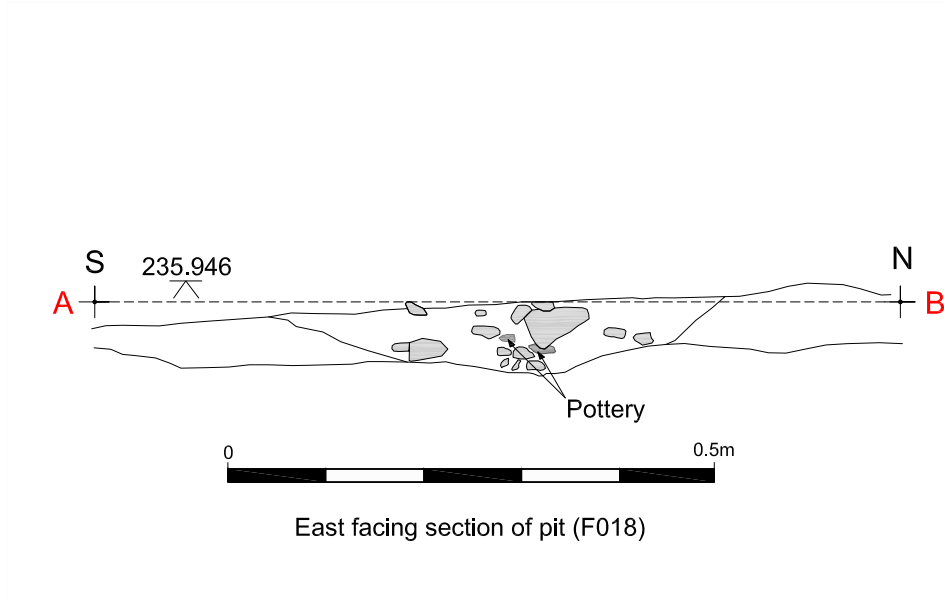 S
N
235.946
A
B
Pottery
0
0.5m
East facing section of pit (F018)